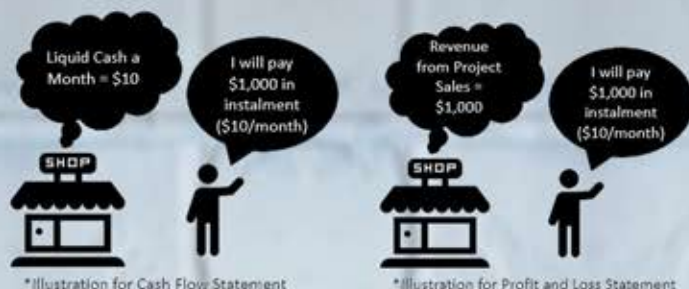 Liquid Cash a
Month = $10
I will pay
$1,000 in
instalment
($10/month)
SHOP
*Illustration for Cash Flow Statement
Revenue
from Project
Sales =
$1,000
I will pay
$1,000 in
instalment
($10/month)
SHOP
*Illustration for Profit and Loss Statement